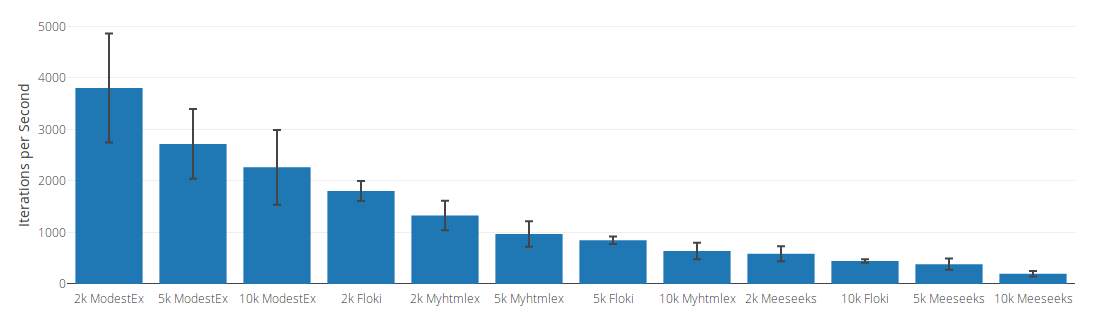 5000
4000
3000
2000
1000
0
Iterations per Second
2k ModestEx
5k ModestEx
10k ModestEx
2k Floki
2k Myhtmlex
5k Myhtmlex
5k Floki
10k Myhtmlex
2k Meeseeks
10k Floki
5k Meeseeks
10k Meeseeks